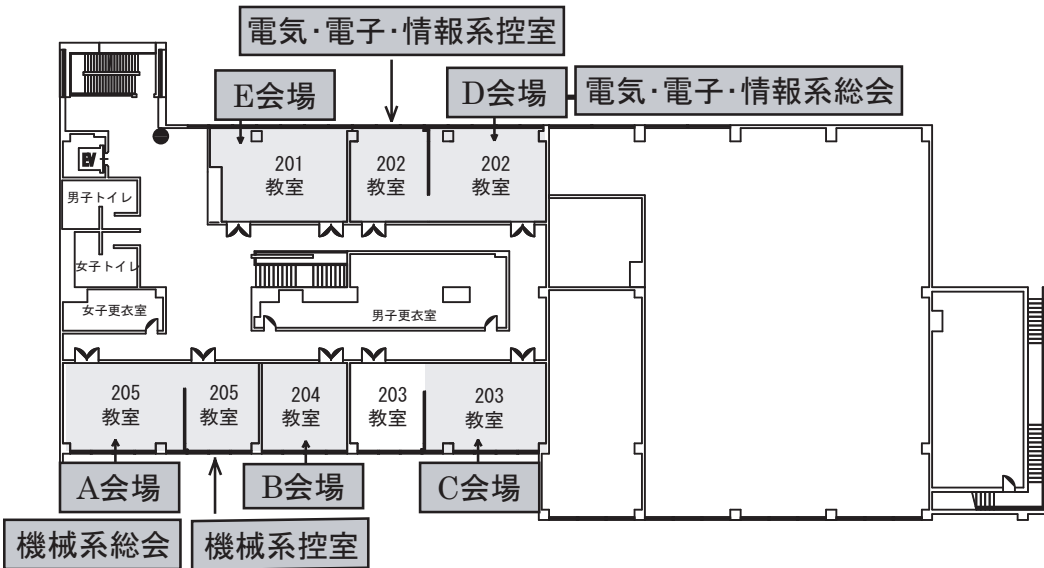 電気・電子・情報系控室
E会場
D会場
電気・電子・情報系総会
201
教室
202
教室
202
教室
EV
男子トイレ
女子トイレ
女子更衣室
男子更衣室
205
教室
205
教室
204
教室
203
教室
203
教室
A会場
B会場
C会場
機械系総会
機械系控室